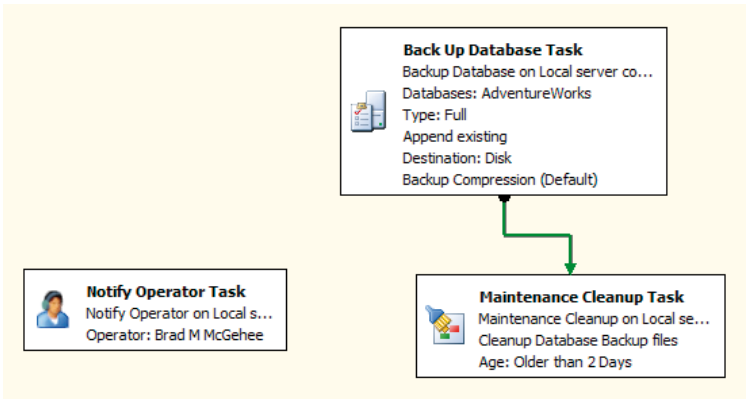 Back Up Database Task
Backup Database on Local server co...
Databases: AdventureWorks
Type: Full
Append existing
Destination: Disk
Backup Compression (Default)
Notify Operator Task
Notify Operator on Local s...
Operator: Brad M McGehee
Maintenance Cleanup Task
Maintenance Cleanup on Local se...
Cleanup Database Backup files
Age: Older than 2 Days